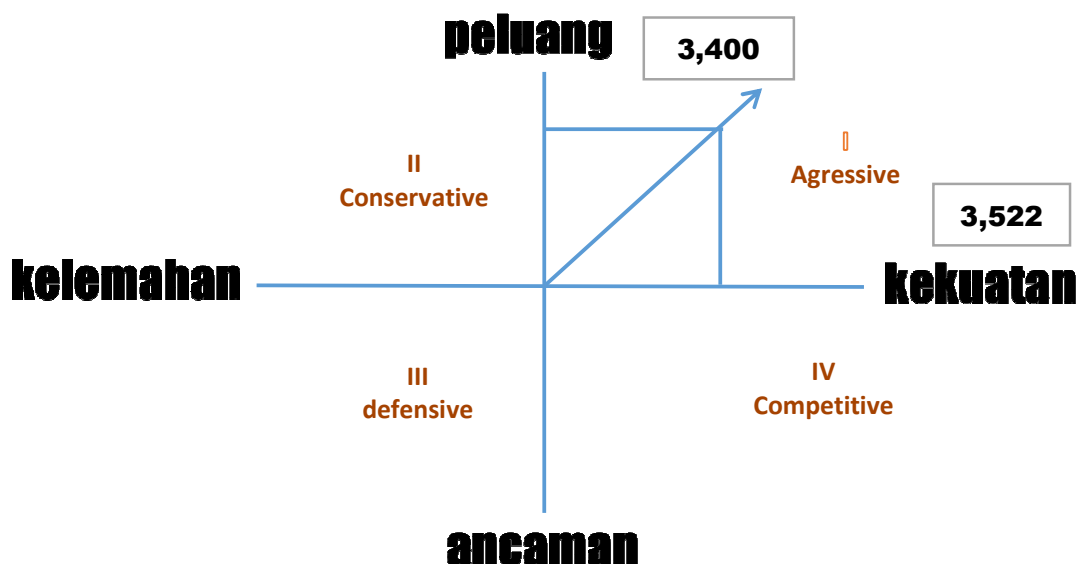 peluang
3,400
II
Conservative
Agressive
3,522
kelemahan
kekuatan
III
defensive
IV
Competitive
ancaman